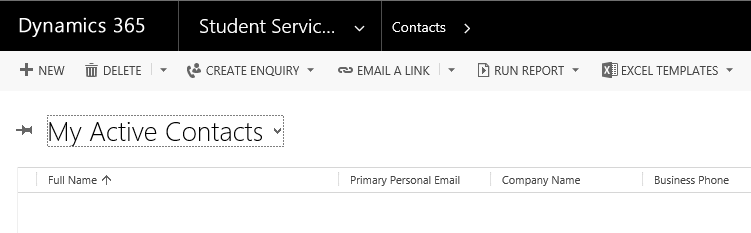 Dynamics 365 Student Servic... Contacts
NEW DELETE CREATE ENQUIRY EMAIL A LINK RUN REPORT EXCEL TEMPLATES
My Active Contacts
Full Name Primary Personal Email Company Name Business Phone